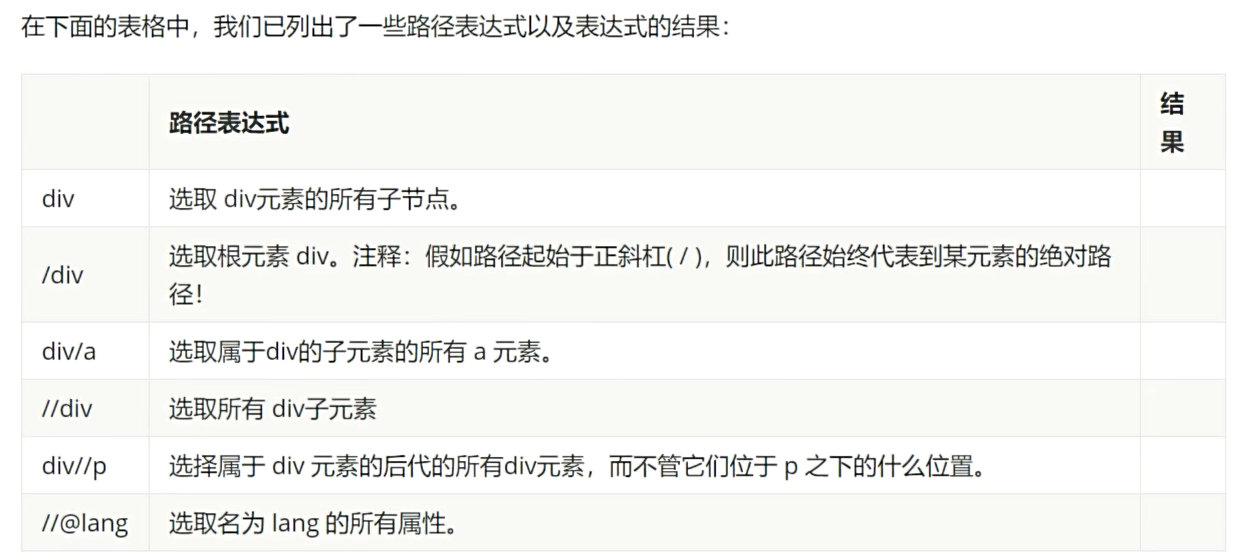 在下面的表格中，我们已列出了一些路径表达式以及表达式的结果：
路径表达式
结
果
div
选取 div元素的所有子节点。
/div
选取根元素 div。注释：假如路径起始于正斜杠( / )，则此路径始终代表到某元素的绝对路
径！
div/a
选取属于div的子元素的所有 a 元素。
//div
选取所有 div子元素
div//p
选择属于 div 元素的后代的所有div元素，而不管它们位于 p 之下的什么位置。
//@lang
选取名为 lang 的所有属性。